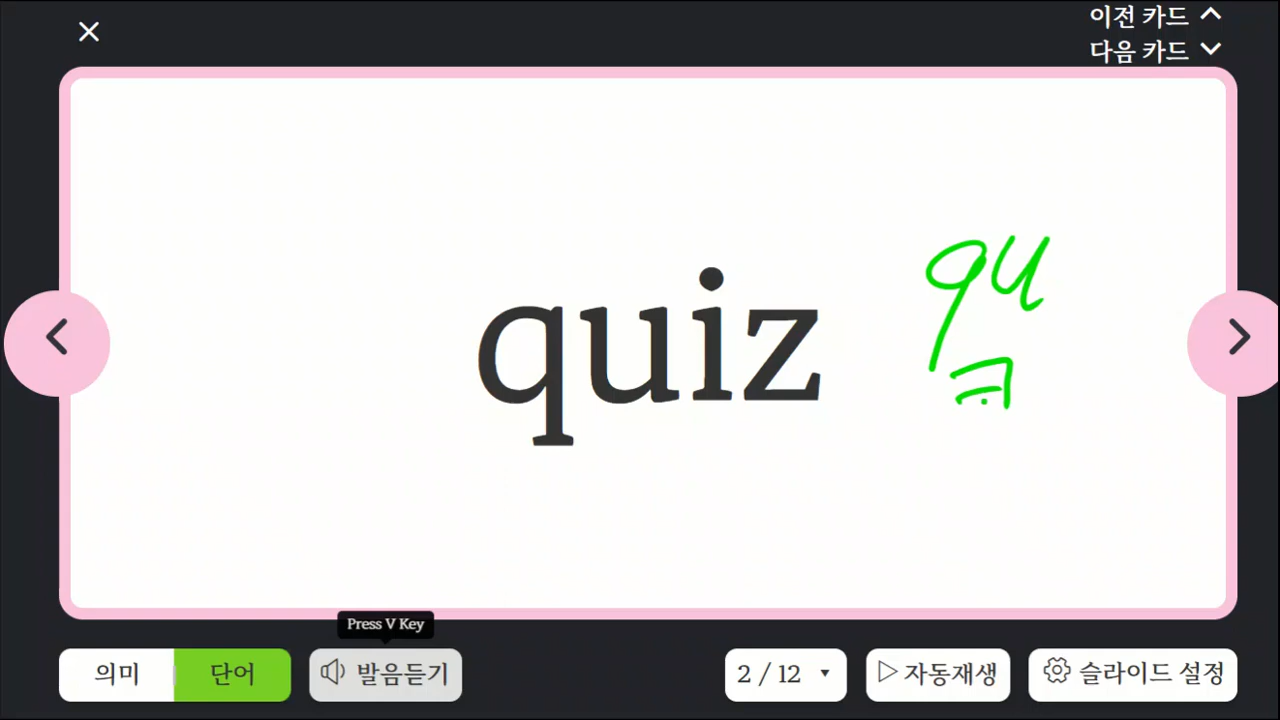 이전 카드
다음 카드
quiz
qu
ㅋ
Press V Key
의미 단어 발음듣기 2 / 12 자동재생 슬라이드 설정